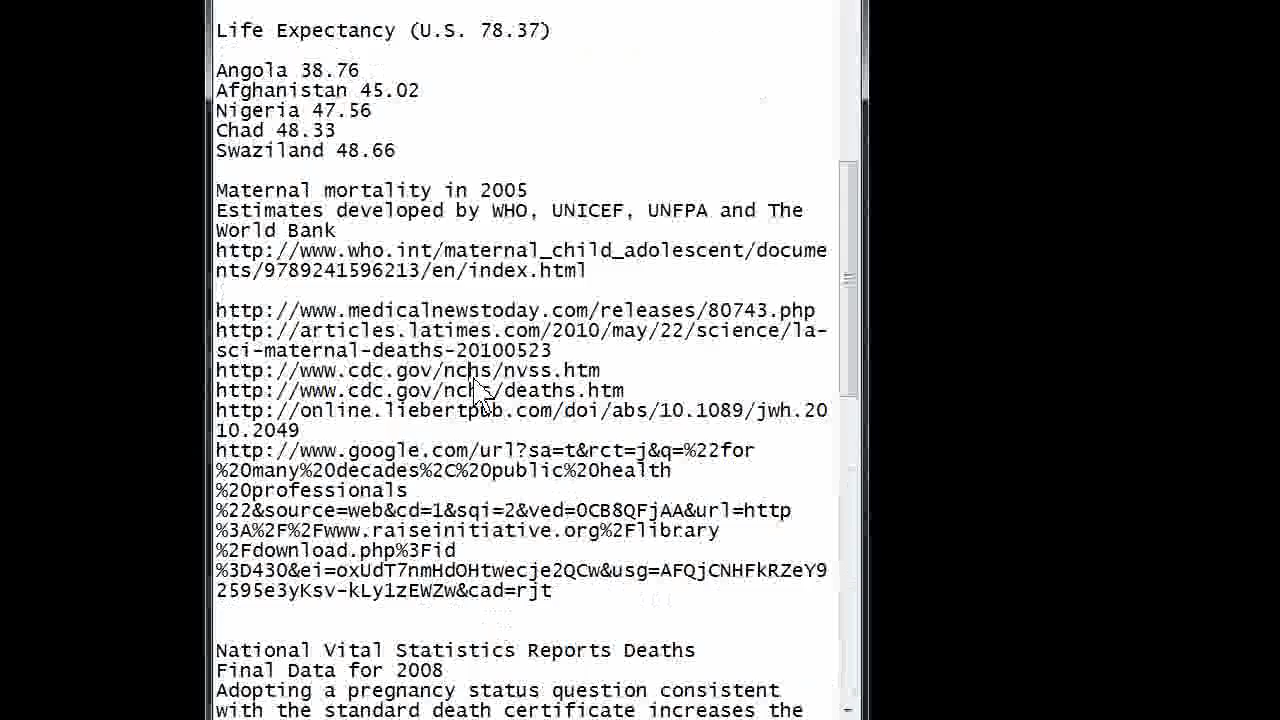 Life Expectancy (U.S. 78.37)
Angola 38.76
Afghanistan 45.02
Nigeria 47.56
Chad 48.33
Swaziland 48.66
Maternal mortality in 2005
Estimates developed by WHO, UNICEF, UNFPA and The
World Bank
http://www.who.int/maternal_child_adolescent/docume
nts/9789241596213/en/index.html
http://www.medicalnewstoday.com/releases/80743.php
http://articles.latimes.com/2010/may/22/science/la-
sci-maternal-deaths-20100523
http://www.cdc.gov/nchs/nvss.htm
http://www.cdc.gov/nchs/deaths.htm
http://online.liebertpub.com/doi/abs/10.1089/jwh.20
10.2049
http://www.google.com/url?sa=t&rct=j&q=%22for
%20many%20decades%2C%20public%20health
%20professionals
%22&source=web&cd=1&sqi=2&ved=0CB8QFjAA&url=http
%3A%2F%2Fwww.raiseinitiative.org%2Flibrary
%2Fdownload.php%3Fid
%3D430&ei=oxUdT7nmHdOHtwecje2QCw&usg=AFQjCNHFkRZeY9
2595e3yKsv-kLy1zEWZw&cad=rjt
National Vital Statistics Reports Deaths
Final Data for 2008
Adopting a pregnancy status question consistent
with the standard death certificate increases the